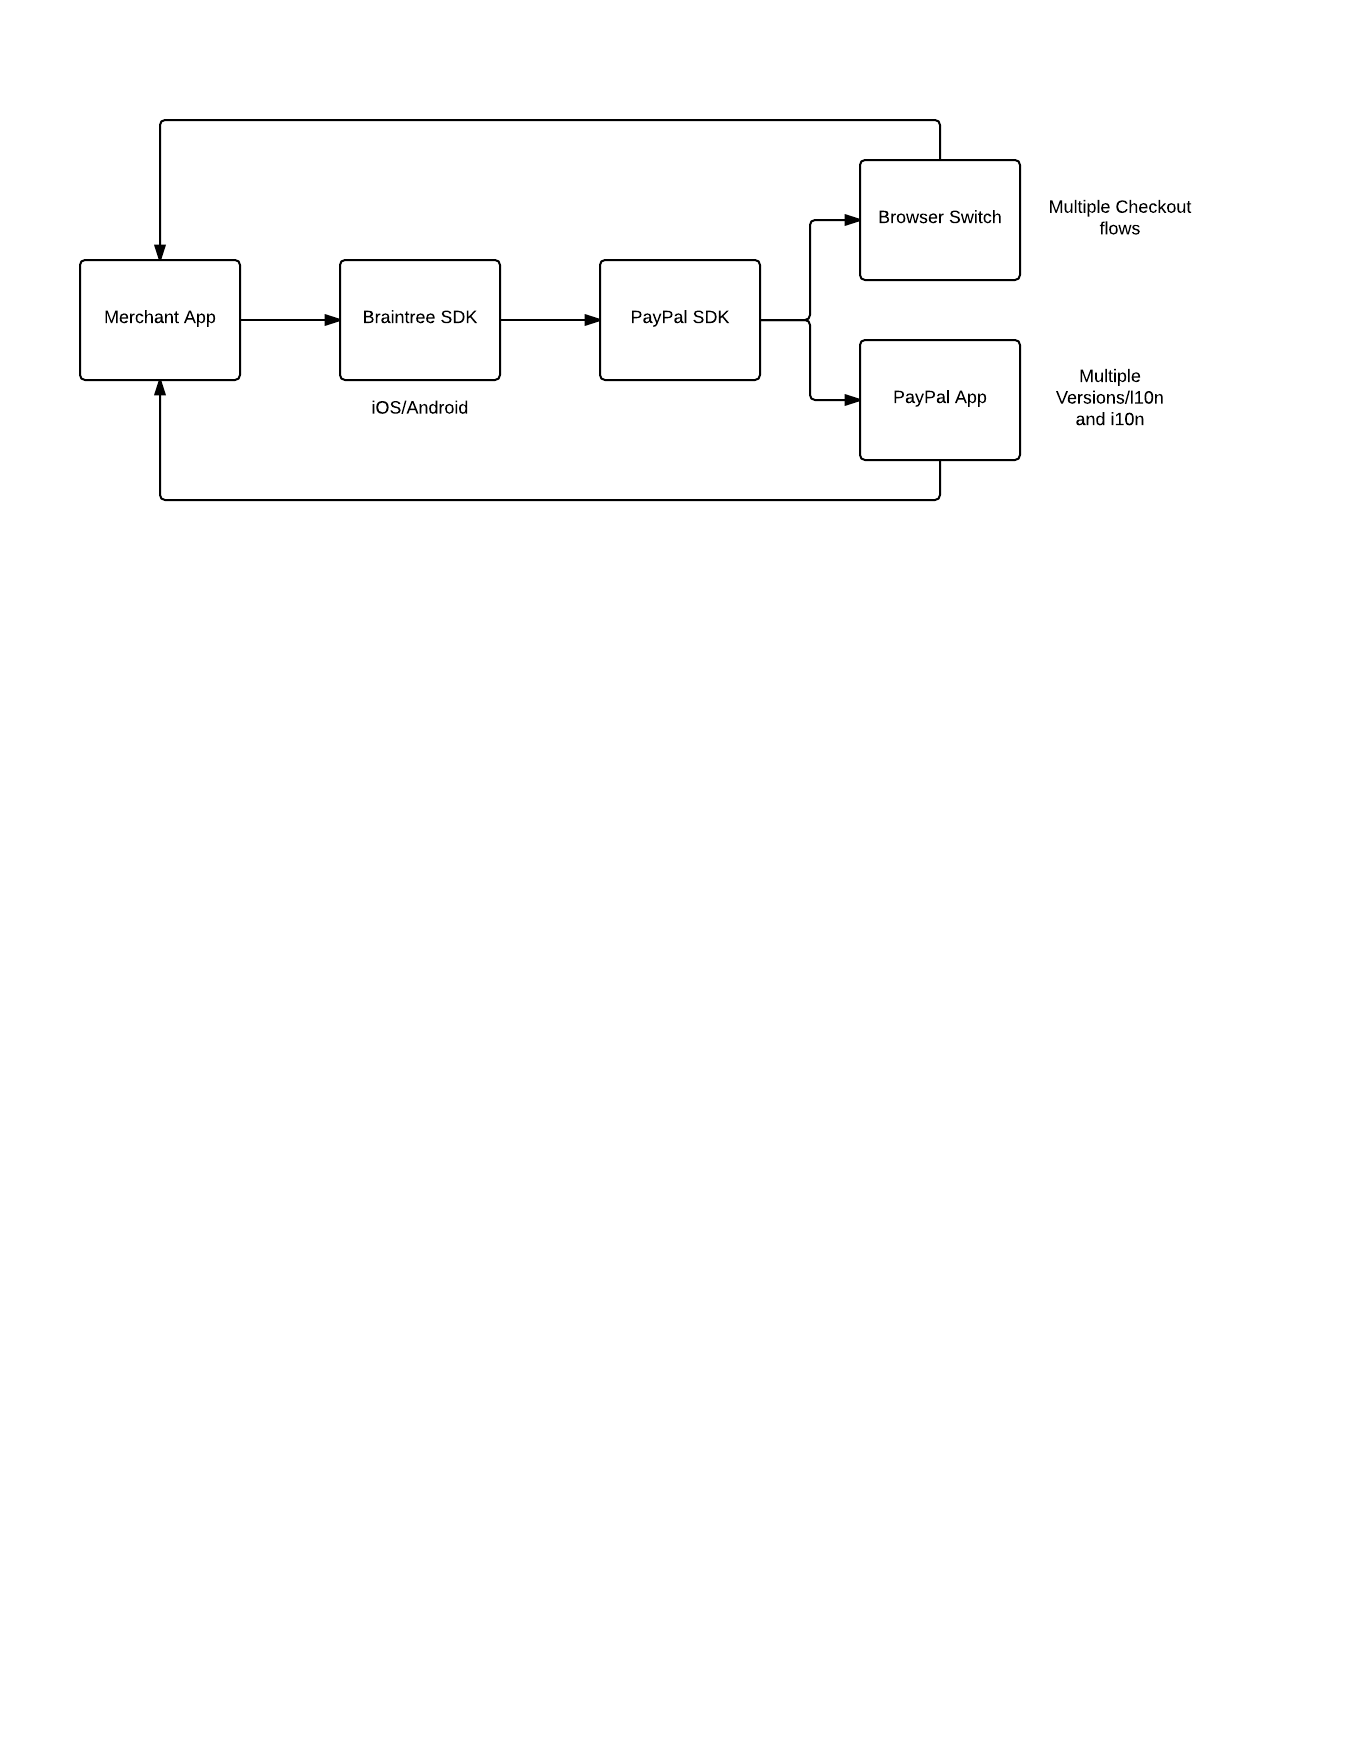 Browser Switch
Multiple Checkout
flows
Merchant App
Braintree SDK
PayPal SDK
iOS/Android
PayPal App
Multiple
Versions/l10n
and i10n